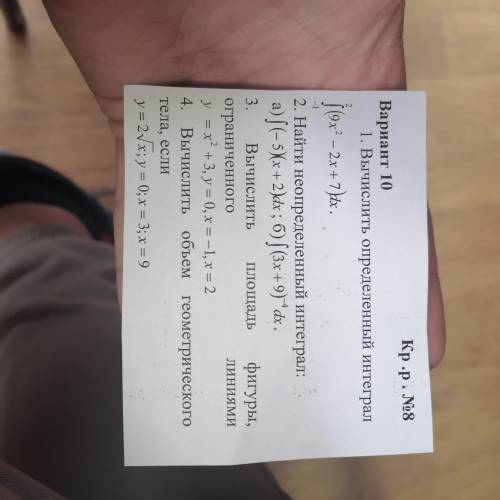 Кр.р. №8
Вариант 10
1. Вычислить определенный интеграл
∫₋₁²(9x² – 2x + 7)dx.
2. Найти неопределенный интеграл:
а) ∫(–5)(x + 2)dx; б) ∫(3x + 9)⁻⁴dx.
3. Вычислить площадь фигуры,
ограниченного линиями
y = x² + 3, y = 0, x = –1, x = 2
4. Вычислить объем геометрического
тела, если
y = 2√x; y = 0; x = 3; x = 9